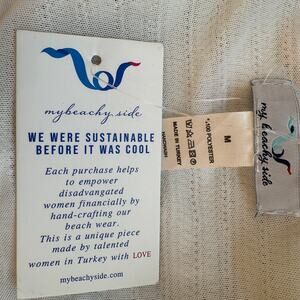 mybeachy.side
WE WERE SUSTAINABLE
BEFORE IT WAS COOL
Each purchase helps
to empower
disadvangated
women financially by
hand-crafting our
beach wear.
This is a unique piece
made by talented
women in Turkey with LOVE
mybeachyside.com
M
%100 POLYESTER
MADE IN TURKEY
my beachy side